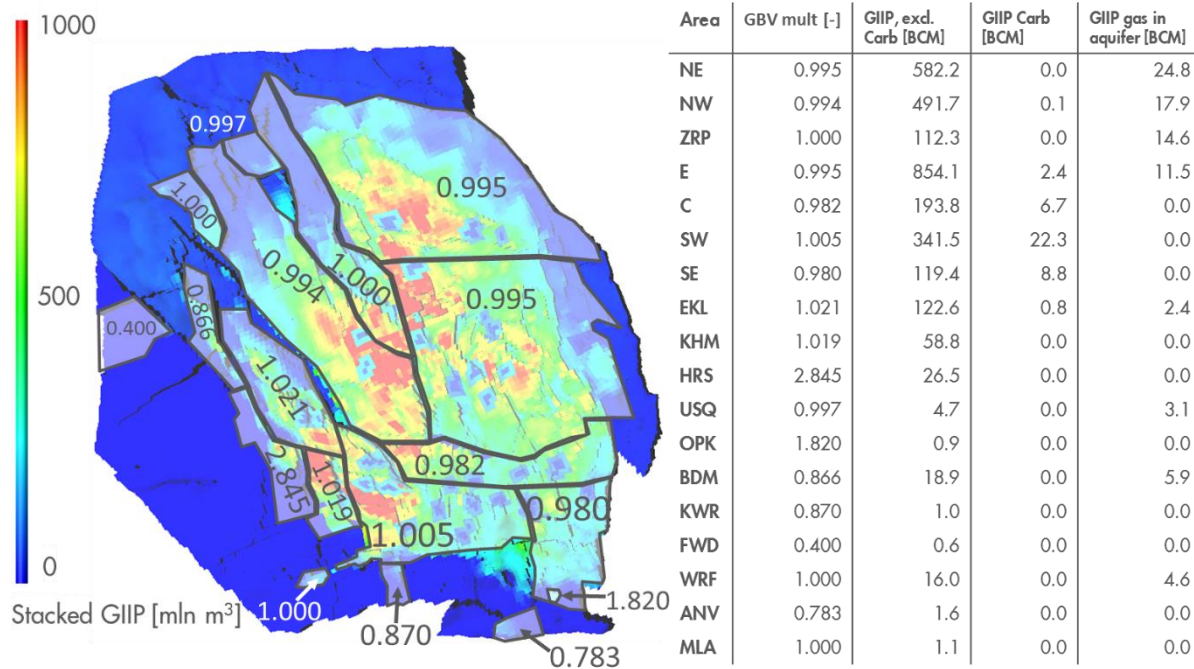 1000
500
0
Stacked GIIP [mln m³]
0.997
1.000
0.995
0.994
1.000
0.995
0.400
0.866
1.021
0.982
2.845
1.019
1.005
0.980
1.000
0.870
1.820
0.783
Area GBV mult [-] GIIP, exd. Carb [BCM] GIIP Carb [BCM] GIIP gas in aquifer [BCM]
NE 0.995 582.2 0.0 24.8
NW 0.994 491.7 0.1 17.9
ZRP 1.000 112.3 0.0 14.6
E 0.995 854.1 2.4 11.5
C 0.982 193.8 6.7 0.0
SW 1.005 341.5 22.3 0.0
SE 0.980 119.4 8.8 0.0
EKL 1.021 122.6 0.8 2.4
KHM 1.019 58.8 0.0 0.0
HRS 2.845 26.5 0.0 0.0
USQ 0.997 4.7 0.0 3.1
OPK 1.820 0.9 0.0 0.0
BDM 0.866 18.9 0.0 5.9
KWR 0.870 1.0 0.0 0.0
FWD 0.400 0.6 0.0 0.0
WRF 1.000 16.0 0.0 4.6
ANV 0.783 1.6 0.0 0.0
MLA 1.000 1.1 0.0 0.0